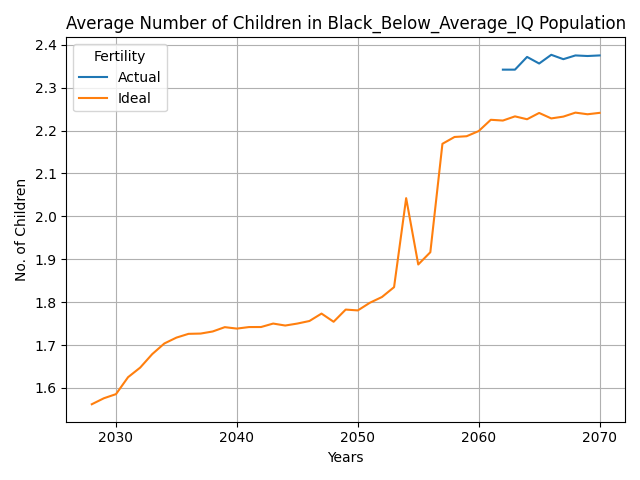 Average Number of Children in Black_Below_Average_IQ Population
Fertility
Actual
Ideal
No. of Children
2.4
2.3
2.2
2.1
2.0
1.9
1.8
1.7
1.6
2030 2040 2050 2060 2070
Years